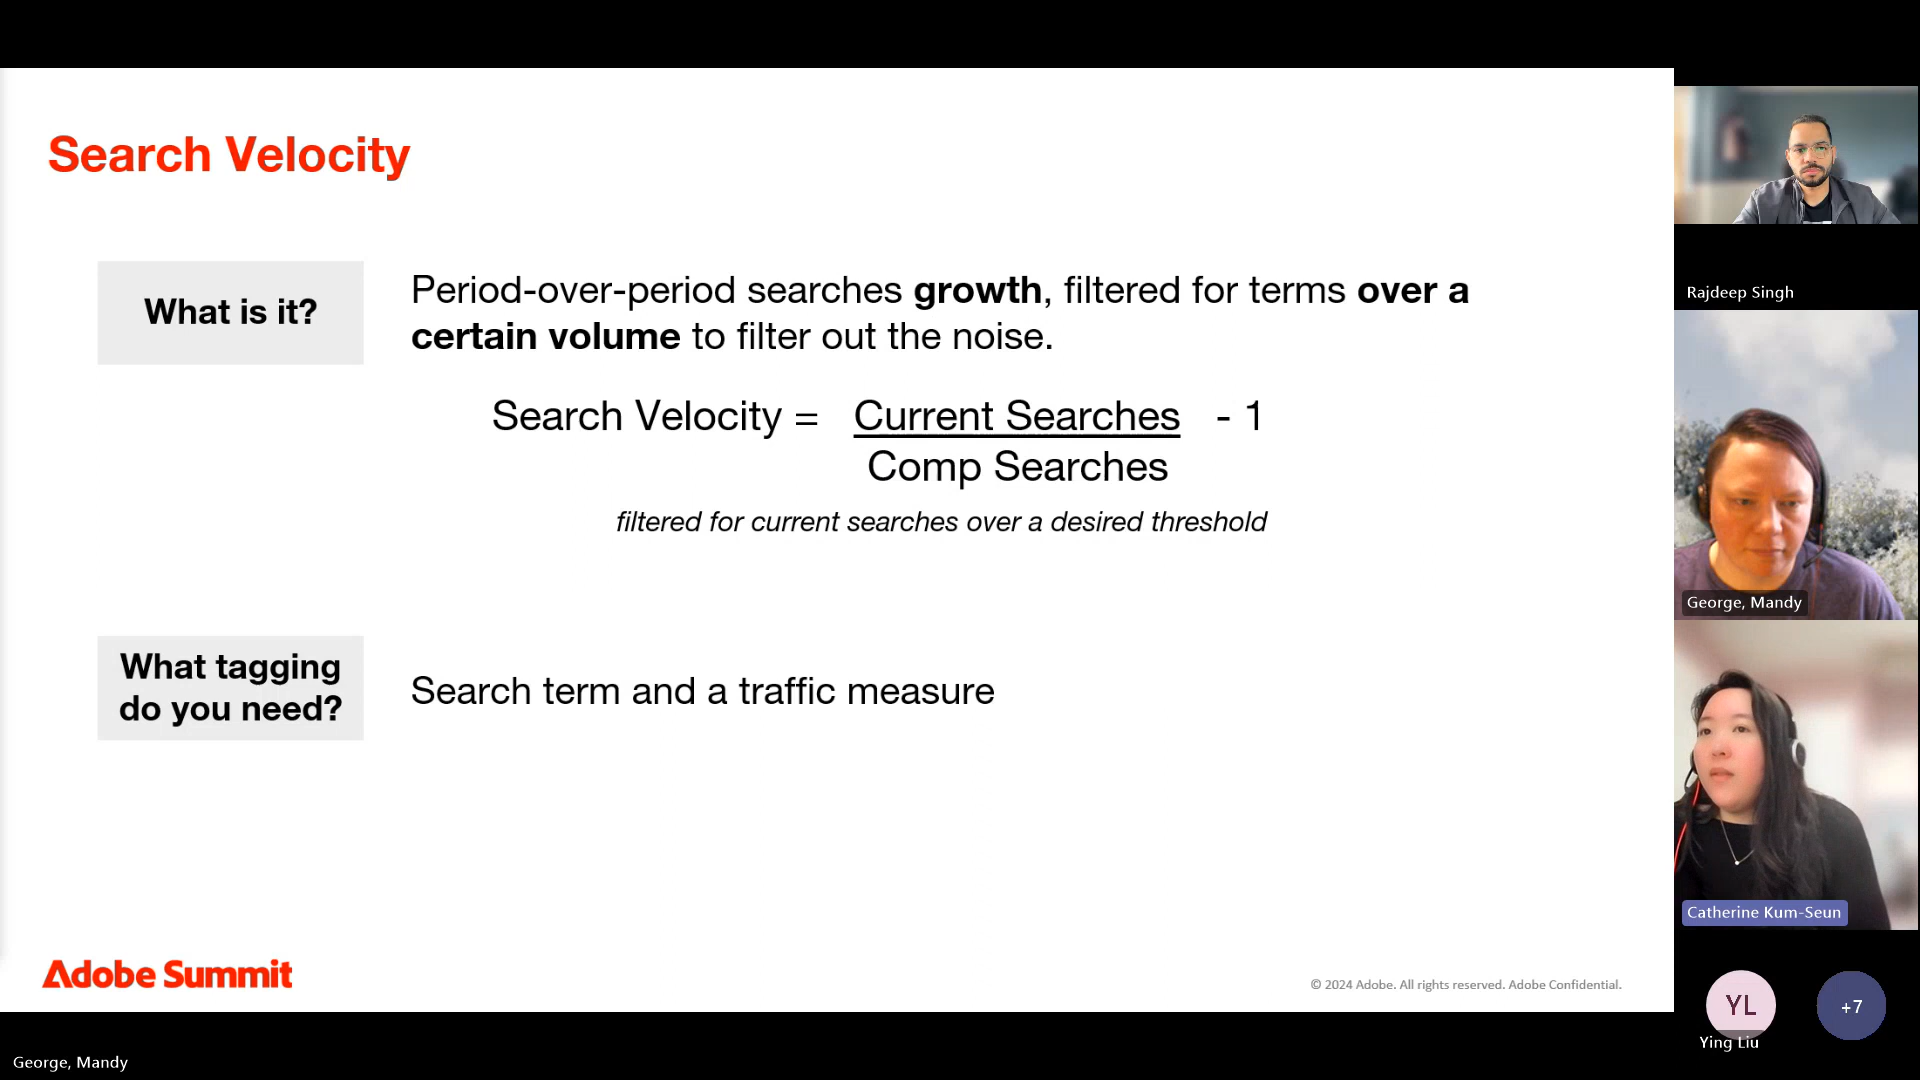 Search Velocity
What is it?
Period-over-period searches growth, filtered for terms over a
certain volume to filter out the noise.
Search Velocity = Current Searches - 1
Comp Searches
filtered for current searches over a desired threshold
What tagging
do you need?
Search term and a traffic measure
Adobe Summit
© 2024 Adobe. All rights reserved. Adobe Confidential.
Rajdeep Singh
George, Mandy
Catherine Kum-Seun
YL
Ying Liu
+7
George, Mandy